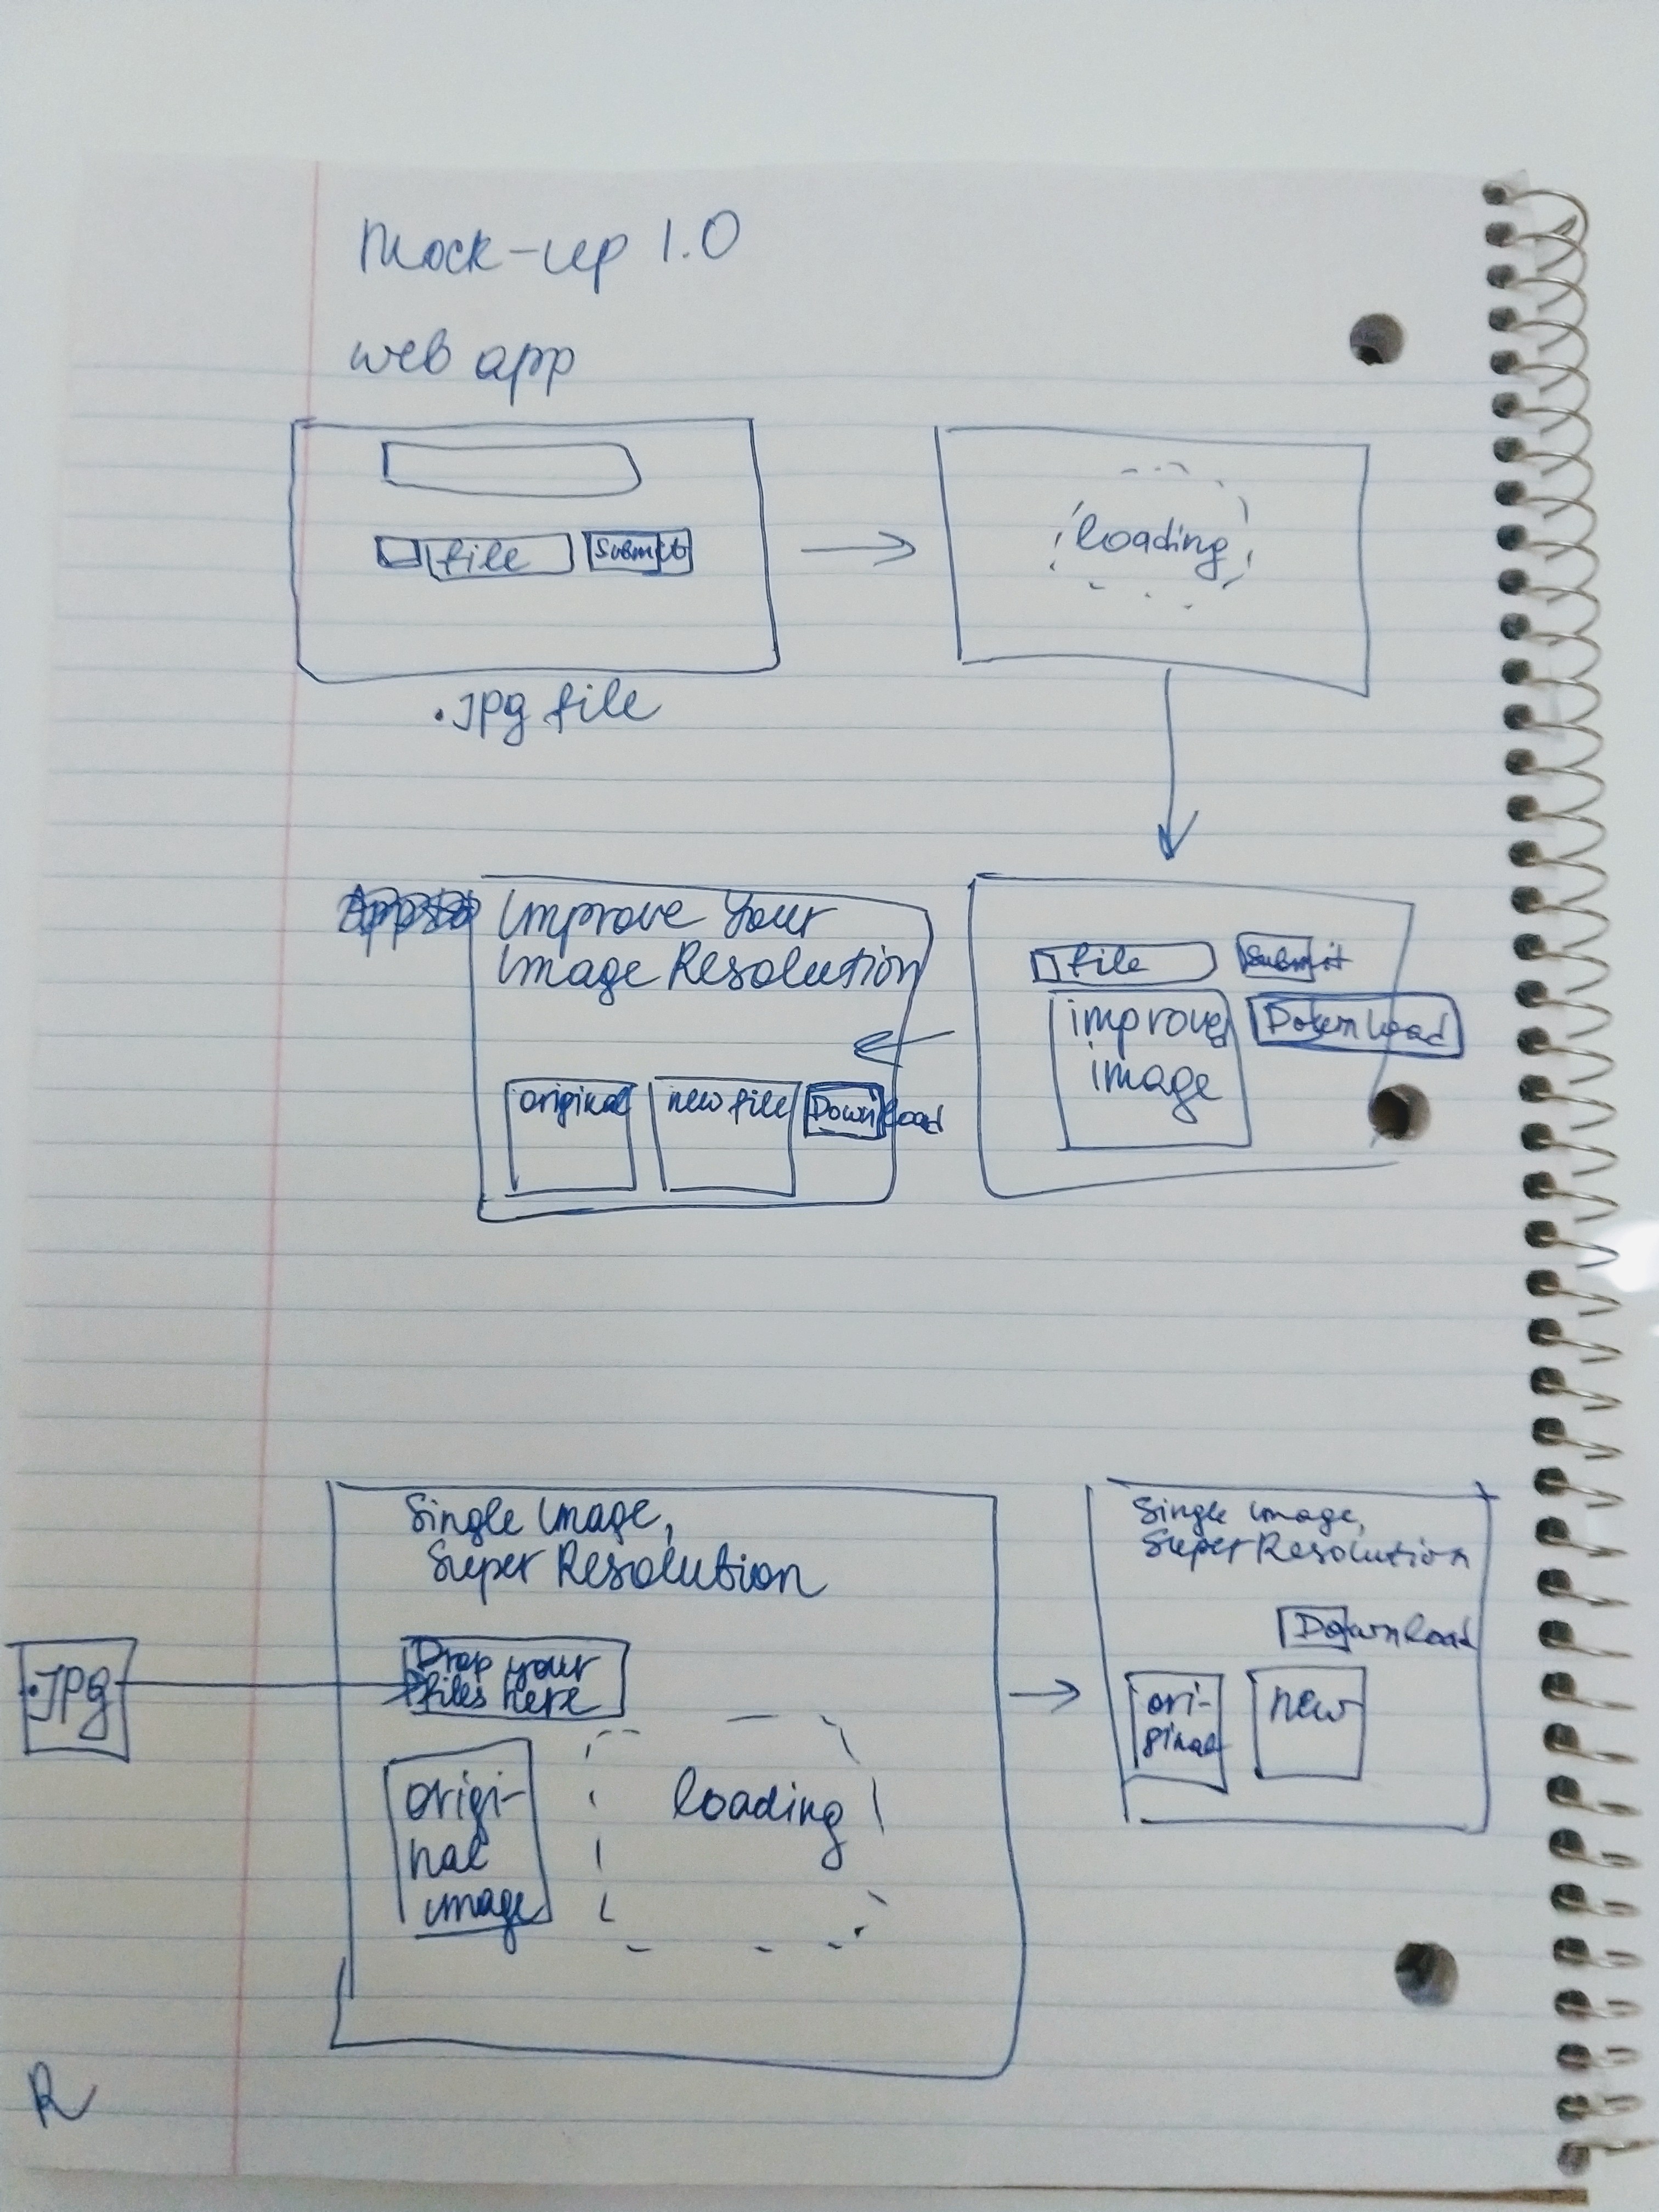 Mock-up 1.0
web app
file
Submit
loading
.JPg file
Improve Your
Image Resolution
original
new file
Download
file
Submit
improve
image
Download
Single Image,
Super Resolution
.JPg
Drop your
files here
origi-
nal
image
loading
Single Image,
Super Resolution
Download
ori-
ginal
new
R